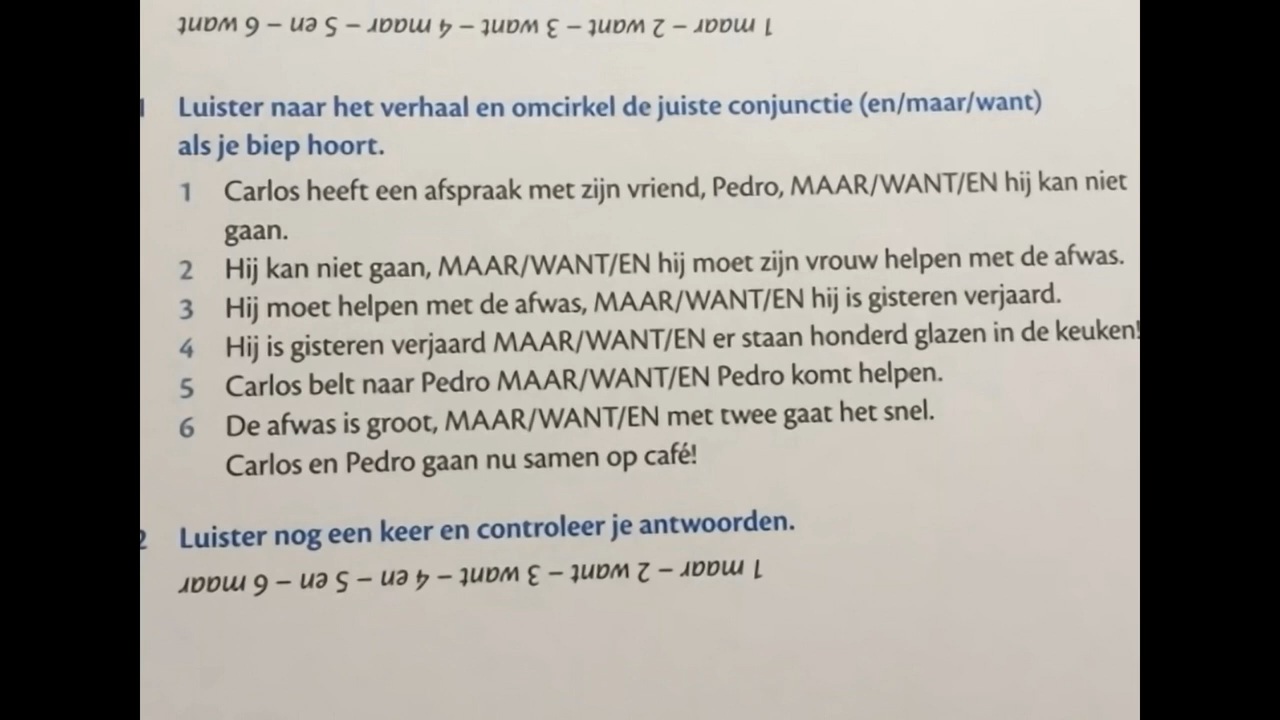 1 maar – 2 want – 3 want – 4 maar – 5 en – 6 want
Luister naar het verhaal en omcirkel de juiste conjunctie (en/maar/want)
als je biep hoort.
1 Carlos heeft een afspraak met zijn vriend, Pedro, MAAR/WANT/EN hij kan niet
gaan.
2 Hij kan niet gaan, MAAR/WANT/EN hij moet zijn vrouw helpen met de afwas.
3 Hij moet helpen met de afwas, MAAR/WANT/EN hij is gisteren verjaard.
4 Hij is gisteren verjaard MAAR/WANT/EN er staan honderd glazen in de keuken!
5 Carlos belt naar Pedro MAAR/WANT/EN Pedro komt helpen.
6 De afwas is groot, MAAR/WANT/EN met twee gaat het snel.
Carlos en Pedro gaan nu samen op café!
2 Luister nog een keer en controleer je antwoorden.
1 maar – 2 want – 3 want – 4 en – 5 en – 6 maar